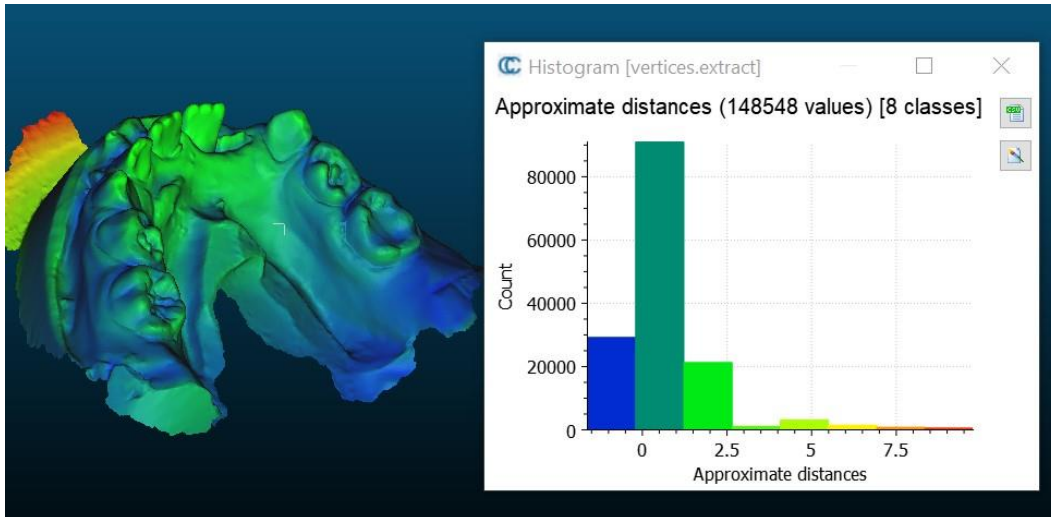 Histogram [vertices.extract]
Approximate distances (148548 values) [8 classes]
80000
60000
40000
20000
0
Count
0 2.5 5 7.5
Approximate distances